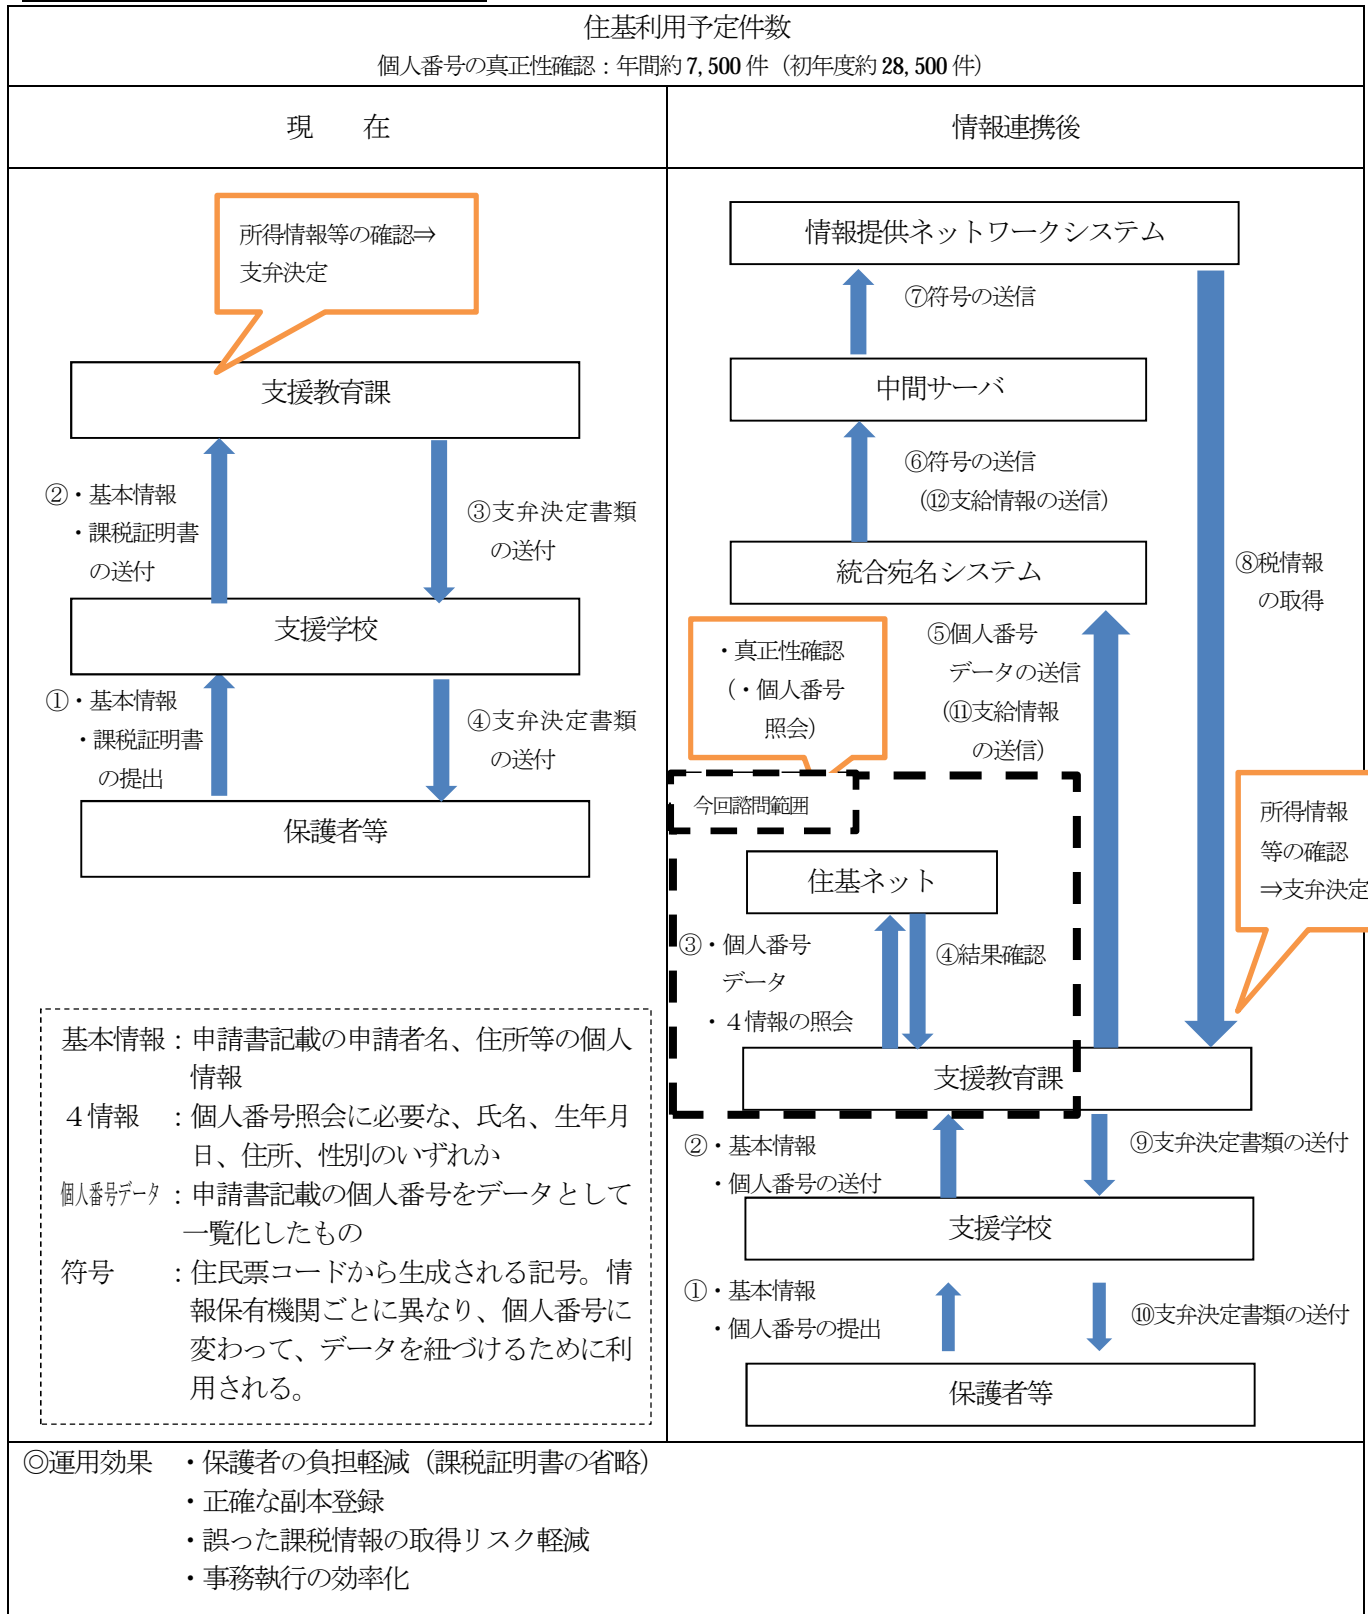 住基利用予定件数
個人番号の真正性確認：年間約7,500件（初年度約28,500件）
現　在
情報連携後
所得情報等の確認⇒
支弁決定
支援教育課
②・基本情報
・課税証明書
の送付
③支弁決定書類
の送付
支援学校
①・基本情報
・課税証明書
の提出
④支弁決定書類
の送付
保護者等
基本情報：申請書記載の申請者名、住所等の個人
情報
４情報　：個人番号照会に必要な、氏名、生年月
日、住所、性別のいずれか
個人番号データ：申請書記載の個人番号をデータとして
一覧化したもの
符号　　：住民票コードから生成される記号。情
報保有機関ごとに異なり、個人番号に
変わって、データを紐づけるために利
用される。
情報提供ネットワークシステム
⑦符号の送信
中間サーバ
⑥符号の送信
（⑫支給情報の送信）
統合宛名システム
⑧税情報
の取得
・真正性確認
（・個人番号
照会）
⑤個人番号
データの送信
（⑪支給情報
の送信）
今回諮問範囲
所得情報
等の確認
⇒支弁決定
住基ネット
③・個人番号
データ
・４情報の照会
④結果確認
支援教育課
②・基本情報
・個人番号の送付
⑨支弁決定書類の送付
支援学校
①・基本情報
・個人番号の提出
⑩支弁決定書類の送付
保護者等
◎運用効果　・保護者の負担軽減（課税証明書の省略）
・正確な副本登録
・誤った課税情報の取得リスク軽減
・事務執行の効率化